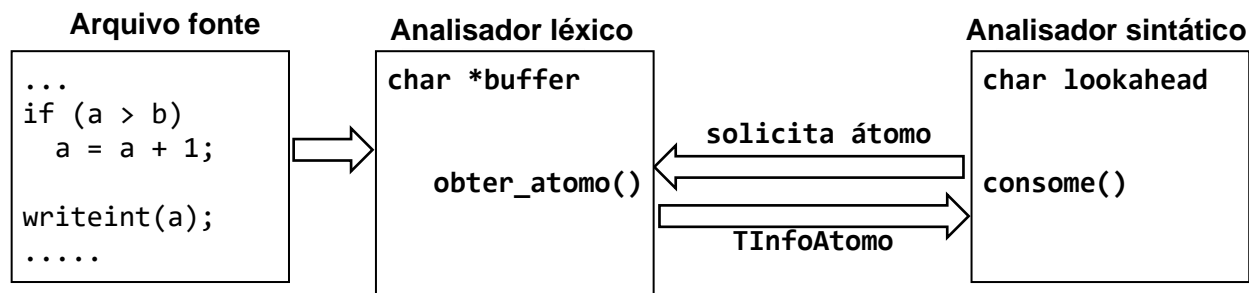 Arquivo fonte
...
if (a > b)
  a = a + 1;
writeint(a);
.....
Analisador léxico
char *buffer
obter_atomo()
solicita átomo
TInfoAtomo
Analisador sintático
char lookahead
consome()